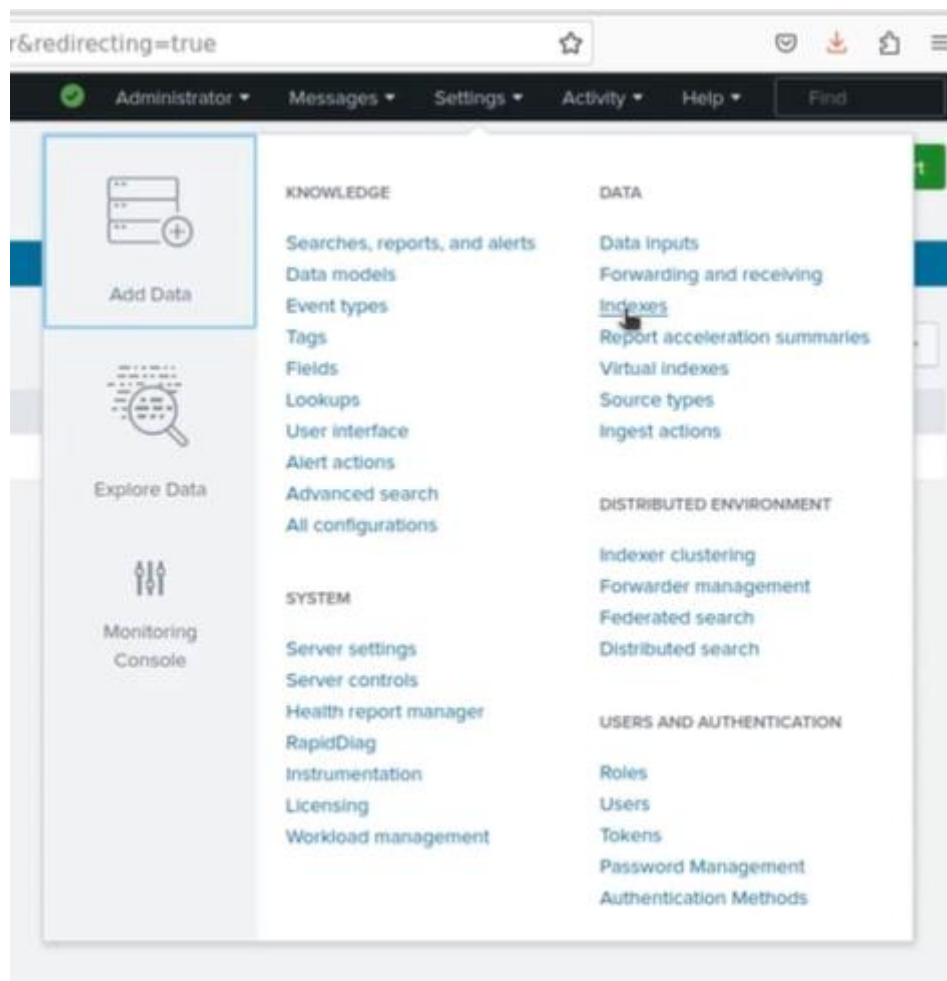 r&redirecting=true
Administrator Messages Settings Activity Help Find
t
Add Data
Explore Data
Monitoring
Console
KNOWLEDGE
Searches, reports, and alerts
Data models
Event types
Tags
Fields
Lookups
User interface
Alert actions
Advanced search
All configurations
SYSTEM
Server settings
Server controls
Health report manager
RapidDiag
Instrumentation
Licensing
Workload management
DATA
Data inputs
Forwarding and receiving
Indexes
Report acceleration summaries
Virtual indexes
Source types
Ingest actions
DISTRIBUTED ENVIRONMENT
Indexer clustering
Forwarder management
Federated search
Distributed search
USERS AND AUTHENTICATION
Roles
Users
Tokens
Password Management
Authentication Methods